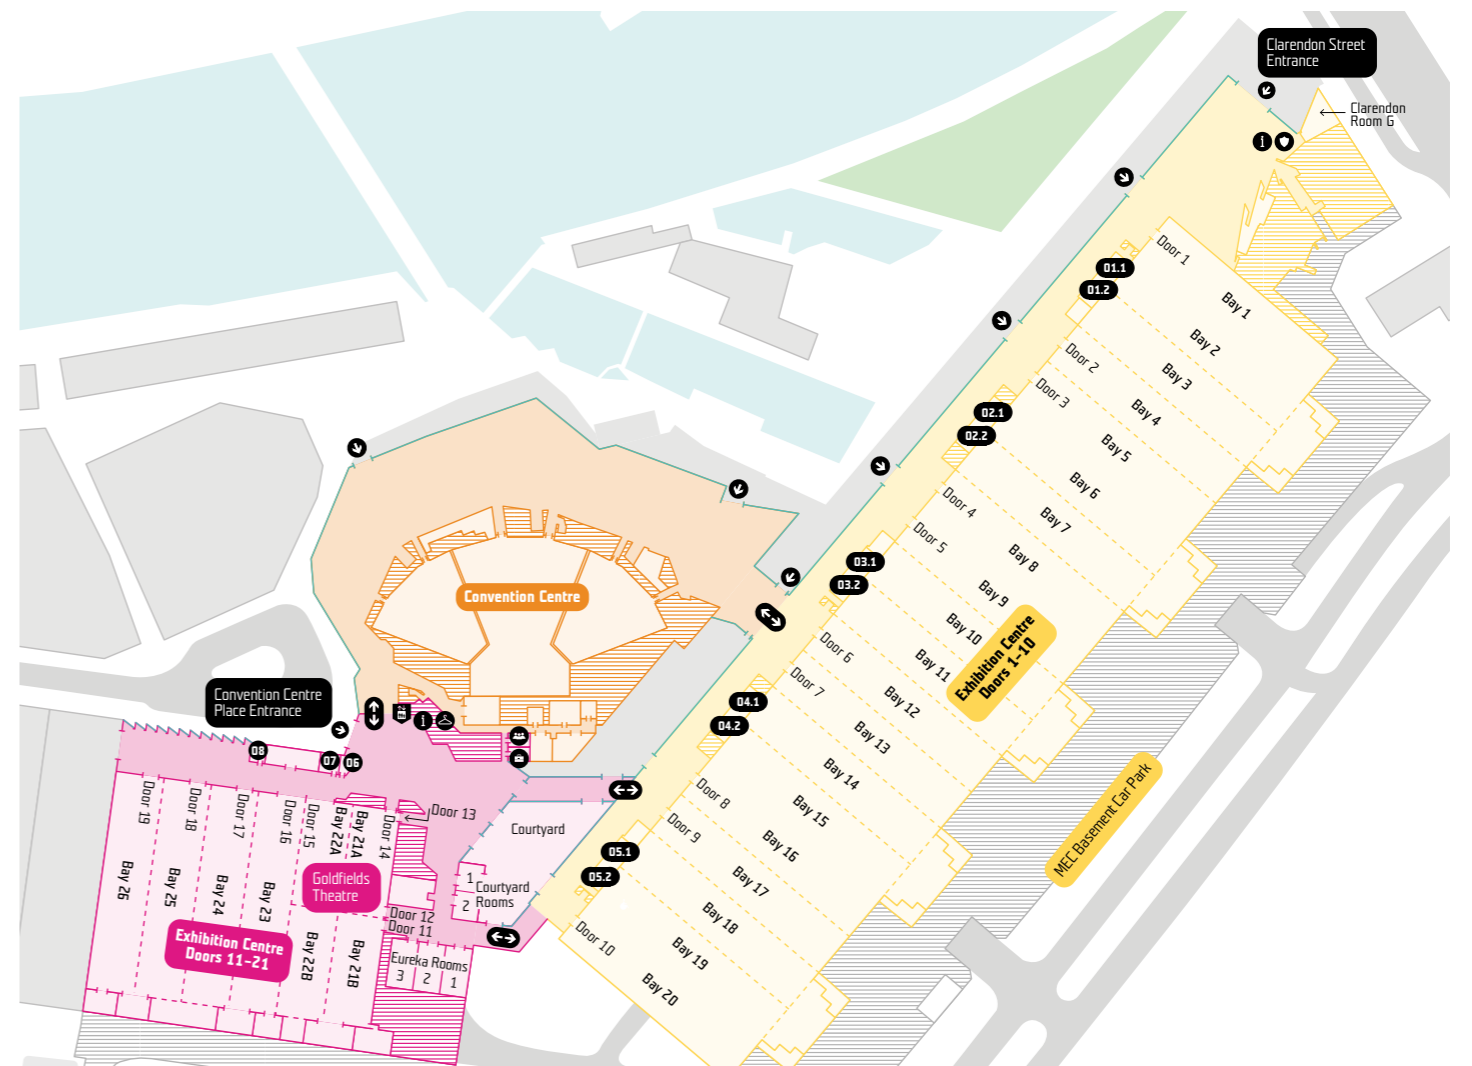 Clarendon Street
Entrance
Clarendon
Room G
i
Door 1
01.1
01.2
Bay 1
Bay 2
Door 2
Bay 3
Door 3
Bay 4
02.1
02.2
Bay 5
Bay 6
Door 4
Bay 7
Door 5
Bay 8
03.1
03.2
Bay 9
Bay 10
Door 6
Bay 11
Door 7
Bay 12
04.1
04.2
Bay 13
Bay 14
Door 8
Bay 15
Door 9
Bay 16
05.1
05.2
Bay 17
Bay 18
Door 10
Bay 19
Bay 20
Exhibition Centre
Doors 1-10
MEC Basement Car Park
Convention Centre
Convention Centre
Place Entrance
i
08
07
06
Door 19
Door 18
Door 17
Door 16
Door 15
Bay 22A
Bay 21A
Door 14
Door 13
Courtyard
1
2
Courtyard
Rooms
Goldfields
Theatre
Bay 26
Bay 25
Bay 24
Bay 23
Bay 22B
Bay 21B
Door 12
Door 11
Exhibition Centre
Doors 11-21
Eureka Rooms
3
2
1